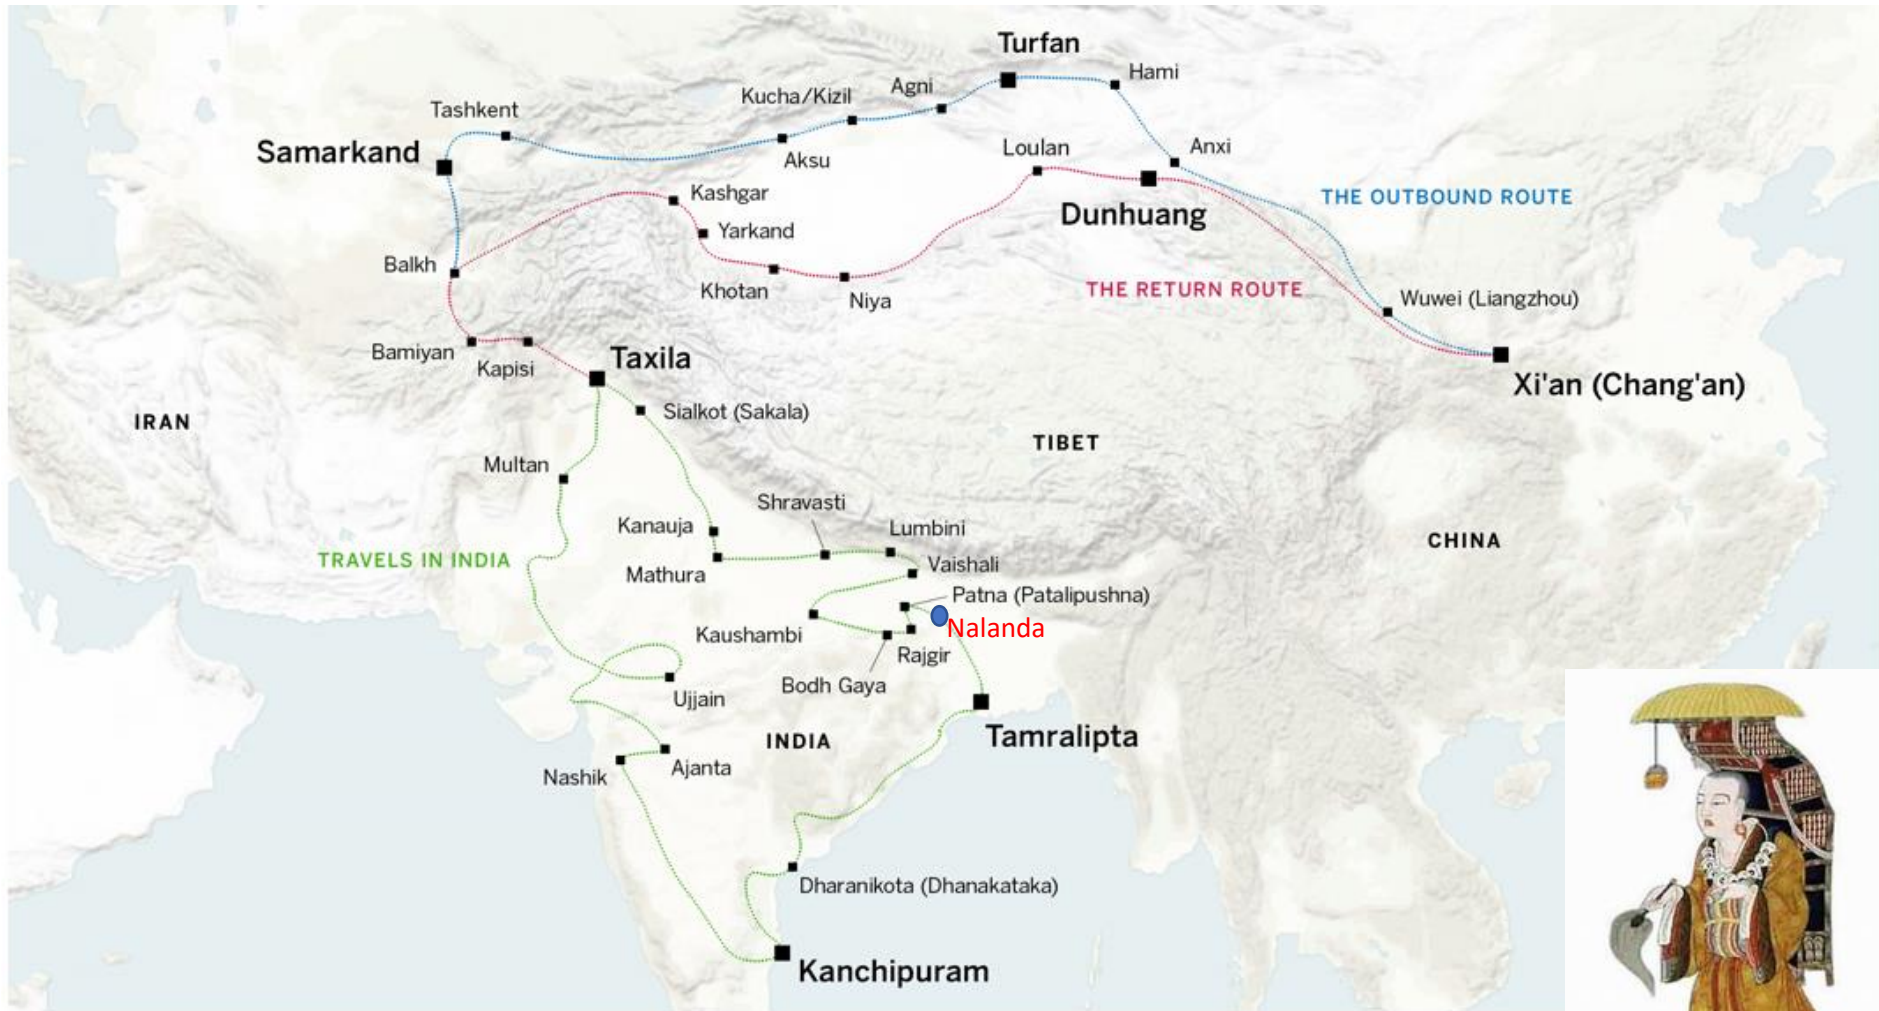 Turfan
Hami
Agni
Kucha/Kizil
Tashkent
Samarkand
Aksu
Loulan
Anxi
Kashgar
THE OUTBOUND ROUTE
Dunhuang
Yarkand
Balkh
Khotan
Niya
THE RETURN ROUTE
Wuwei (Liangzhou)
Bamiyan
Kapisi
Taxila
Xi'an (Chang'an)
IRAN
Sialkot (Sakala)
TIBET
Multan
Shravasti
Kanauja
Lumbini
CHINA
TRAVELS IN INDIA
Mathura
Vaishali
Patna (Patalipushna)
Nalanda
Kaushambi
Rajgir
Bodh Gaya
Ujjain
INDIA
Tamralipta
Nashik
Ajanta
Dharanikota (Dhanakataka)
Kanchipuram